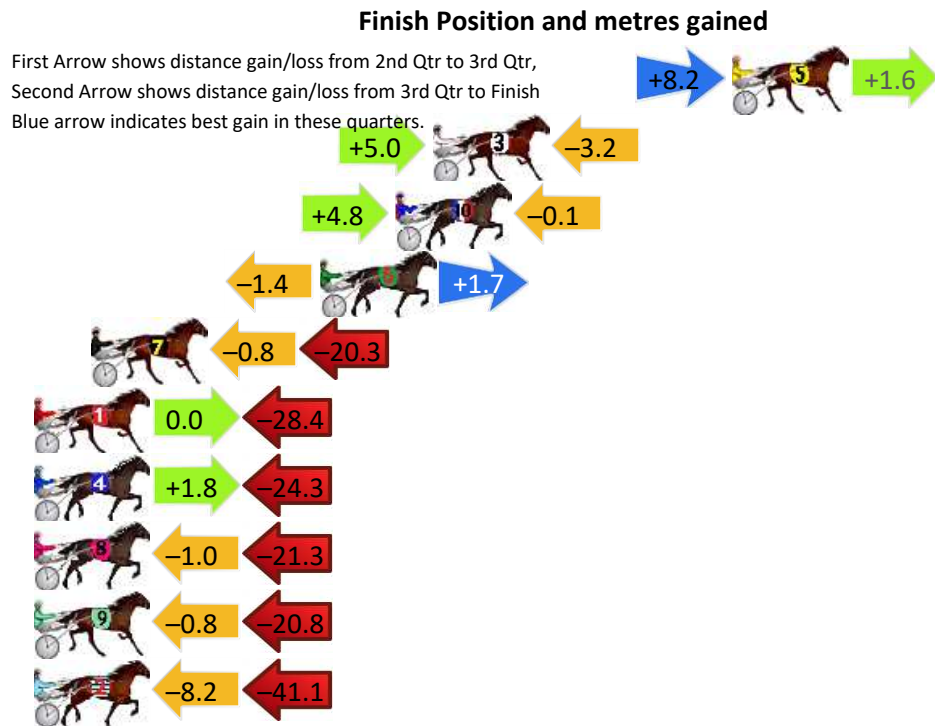 Finish Position and metres gained
First Arrow shows distance gain/loss from 2nd Qtr to 3rd Qtr,
Second Arrow shows distance gain/loss from 3rd Qtr to Finish
Blue arrow indicates best gain in these quarters.
+8.2 5 +1.6
+5.0 3 –3.2
+4.8 10 –0.1
–1.4 6 +1.7
7 –0.8 –20.3
1 0.0 –28.4
4 +1.8 –24.3
8 –1.0 –21.3
9 –0.8 –20.8
2 –8.2 –41.1